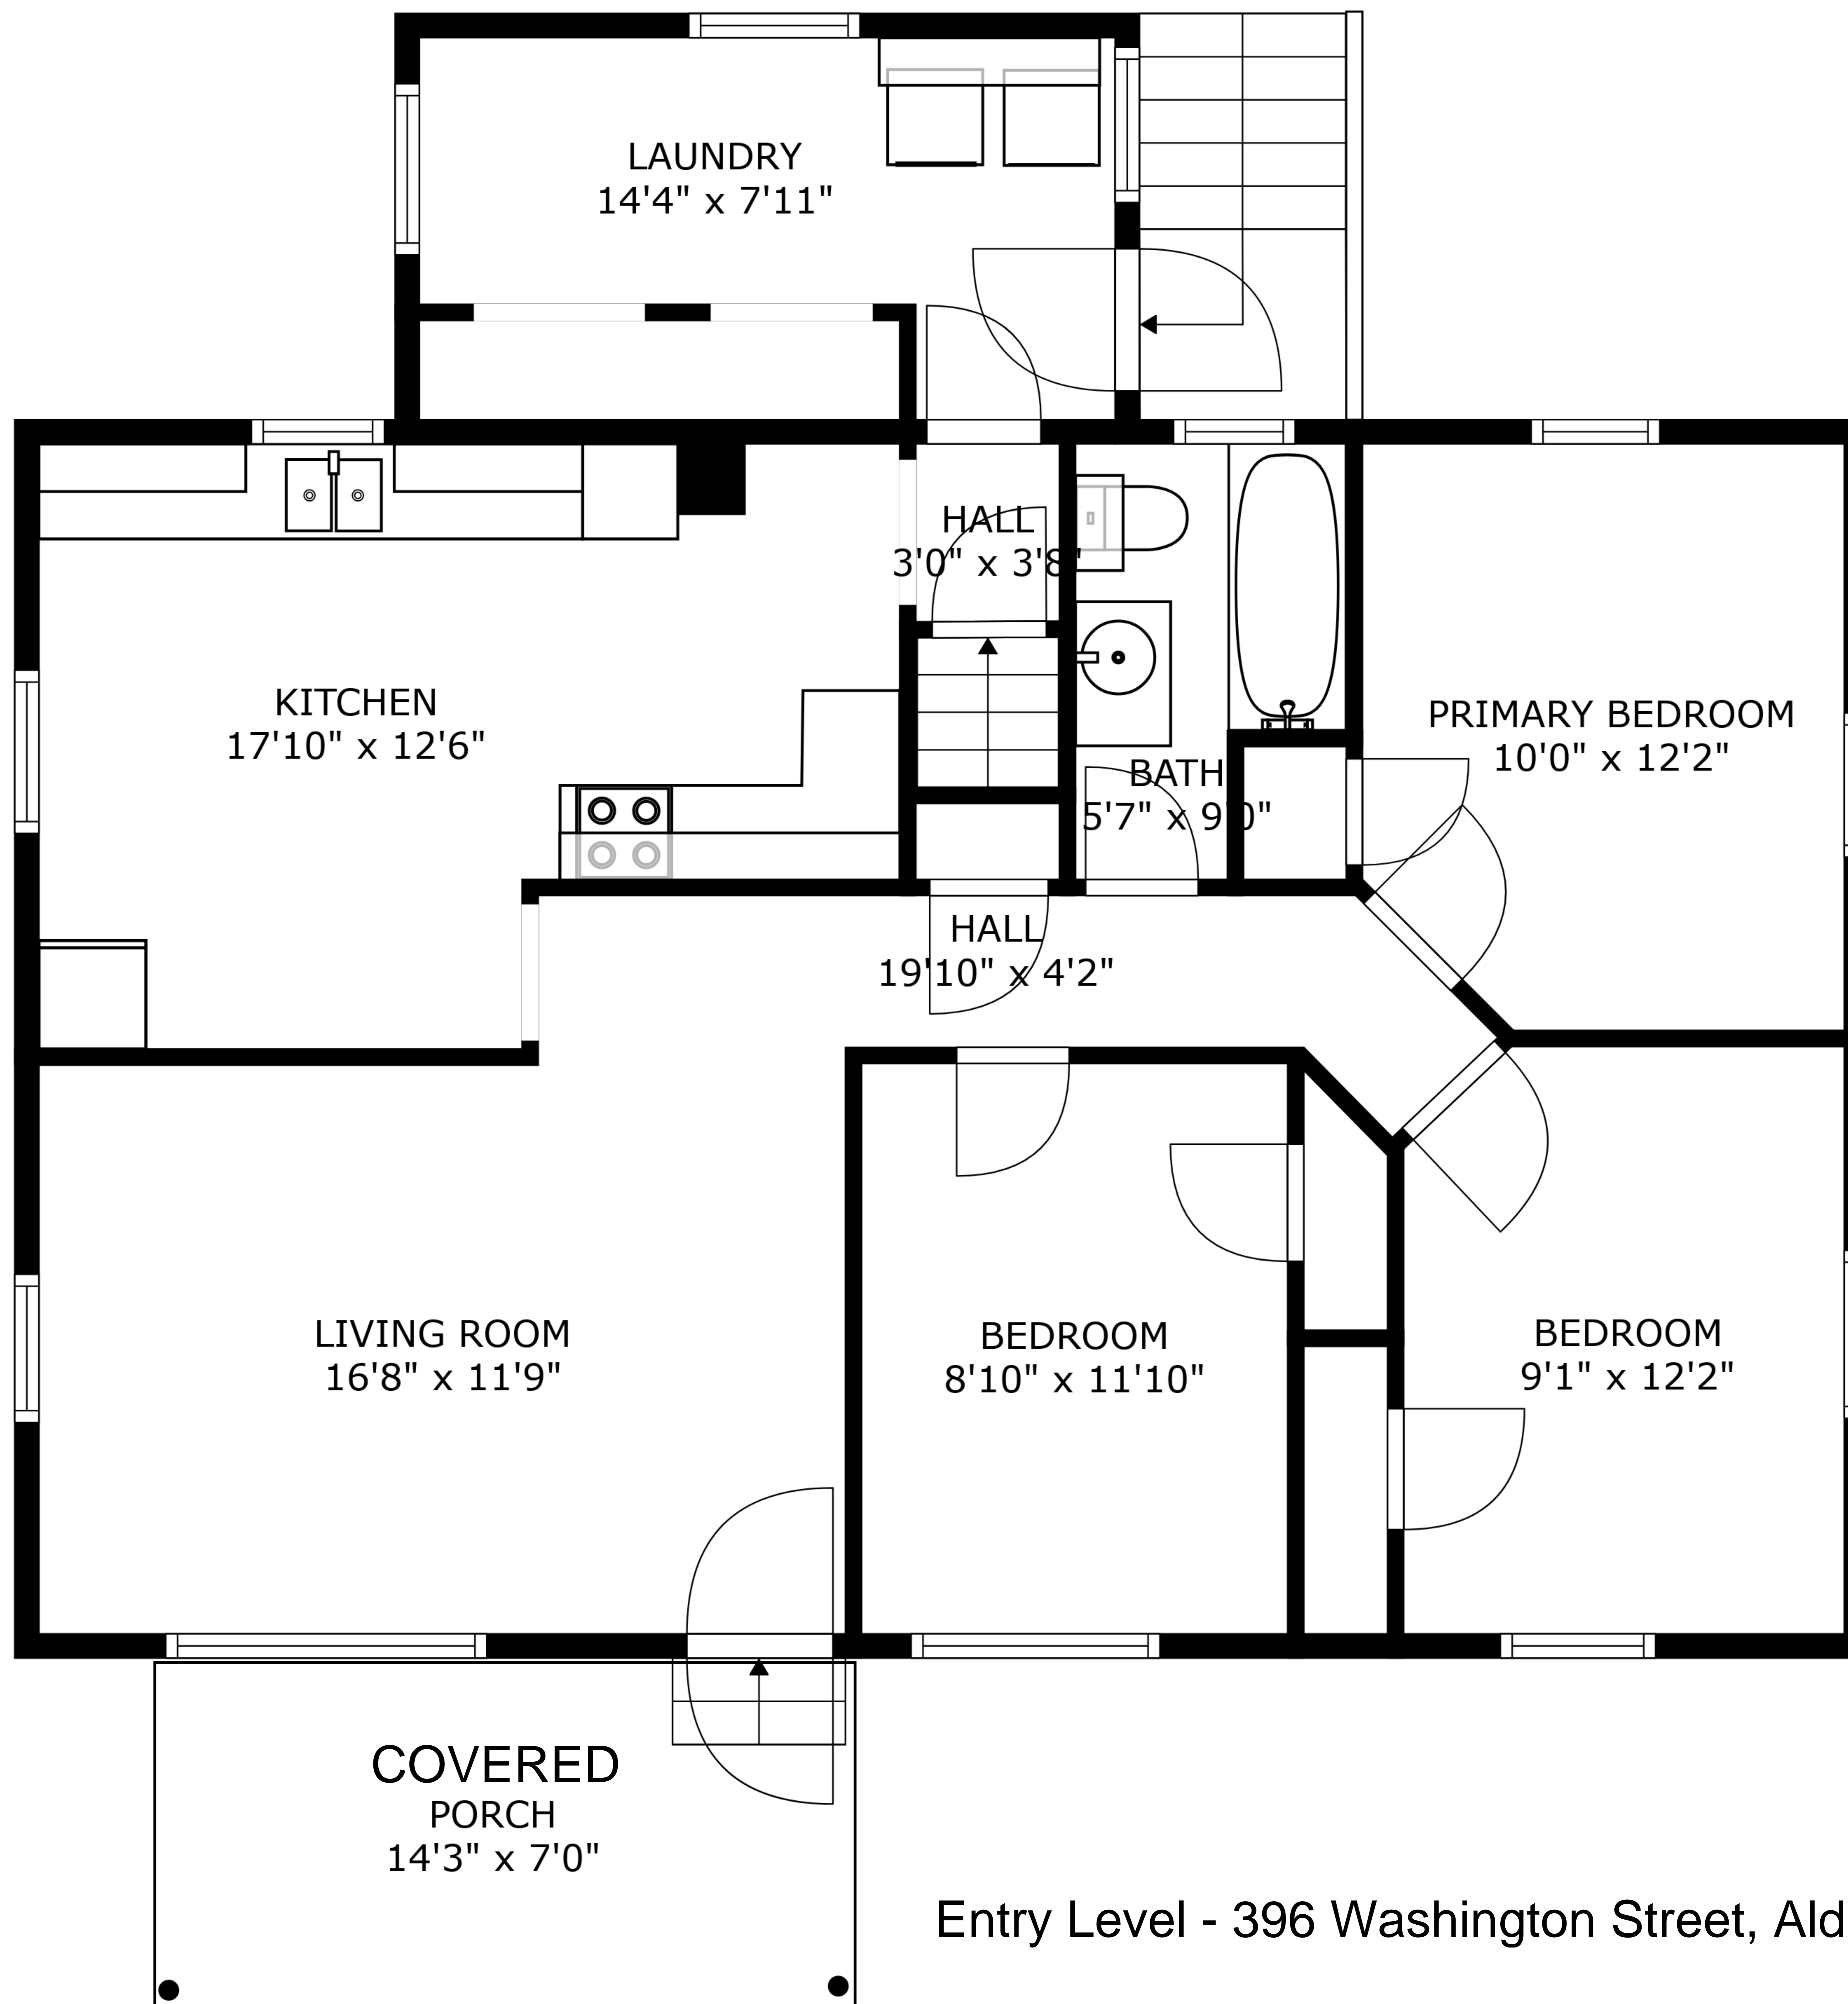 LAUNDRY
14'4" x 7'11"
HALL
3'0" x 3'8"
KITCHEN
17'10" x 12'6"
PRIMARY BEDROOM
10'0" x 12'2"
BATH
5'7" x 9'0"
HALL
19'10" x 4'2"
LIVING ROOM
16'8" x 11'9"
BEDROOM
8'10" x 11'10"
BEDROOM
9'1" x 12'2"
COVERED
PORCH
14'3" x 7'0"
Entry Level - 396 Washington Street, Ald